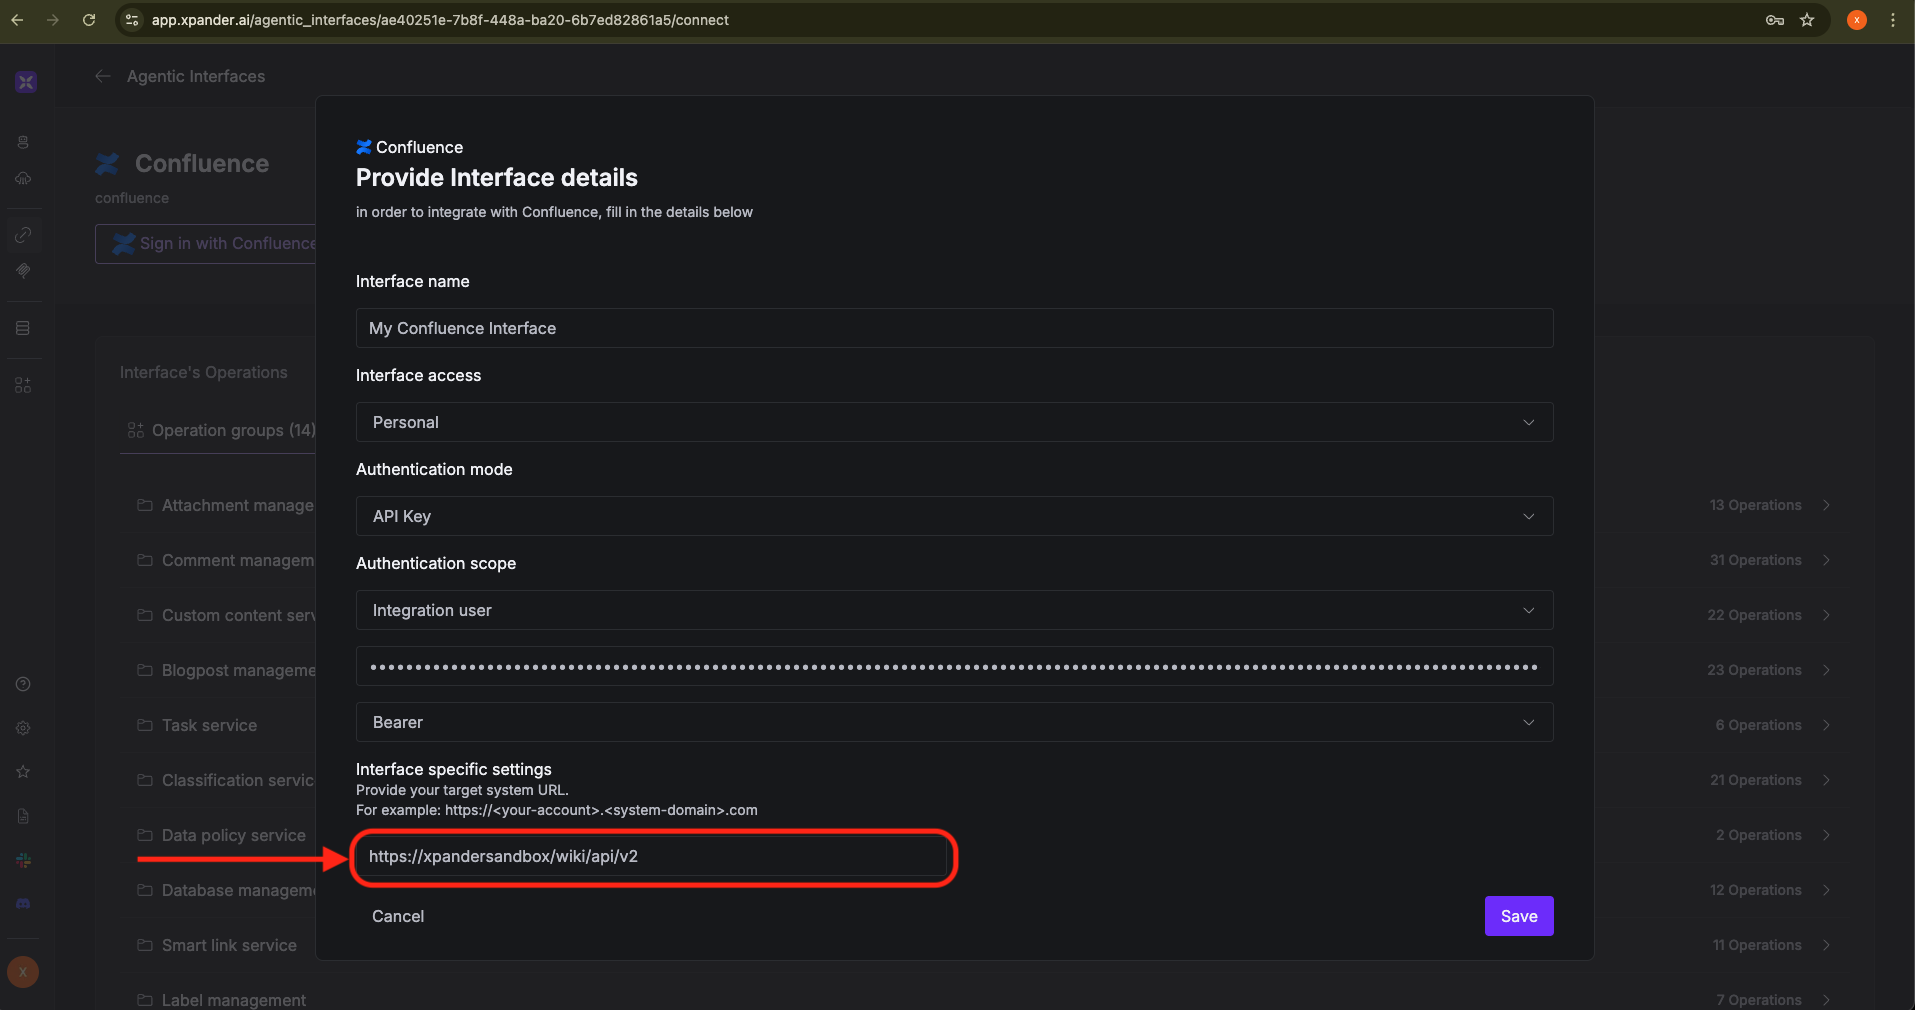 app.xpander.ai/agentic_interfaces/ae40251e-7b8f-448a-ba20-6b7ed82861a5/connect
x
Agentic Interfaces
Confluence
confluence
Sign in with Confluence
Interface's Operations
Operation groups (14)
Attachment manage
13 Operations
Comment managem
31 Operations
Custom content serv
22 Operations
Blogpost manageme
23 Operations
Task service
6 Operations
Classification servic
21 Operations
Data policy service
2 Operations
Database manageme
12 Operations
Smart link service
11 Operations
Label management
7 Operations
X
Confluence
Provide Interface details
in order to integrate with Confluence, fill in the details below
Interface name
My Confluence Interface
Interface access
Personal
Authentication mode
API Key
Authentication scope
Integration user
Bearer
Interface specific settings
Provide your target system URL.
For example: https://<your-account>.<system-domain>.com
https://xpandersandbox/wiki/api/v2
Cancel
Save